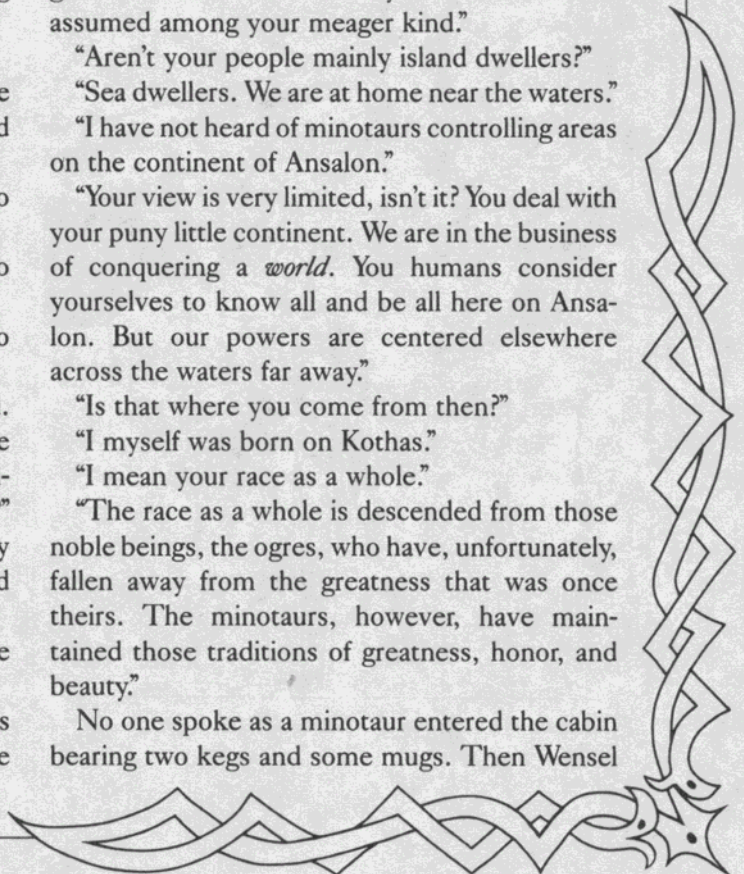 assumed among your meager kind.”
“Aren’t your people mainly island dwellers?”
“Sea dwellers. We are at home near the waters.”
“I have not heard of minotaurs controlling areas
on the continent of Ansalon.”
“Your view is very limited, isn’t it? You deal with
your puny little continent. We are in the business
of conquering a world. You humans consider
yourselves to know all and be all here on Ansa-
lon. But our powers are centered elsewhere
across the waters far away.”
“Is that where you come from then?”
“I myself was born on Kothas.”
“I mean your race as a whole.”
“The race as a whole is descended from those
noble beings, the ogres, who have, unfortunately,
fallen away from the greatness that was once
theirs. The minotaurs, however, have main-
tained those traditions of greatness, honor, and
beauty.”
No one spoke as a minotaur entered the cabin
bearing two kegs and some mugs. Then Wensel